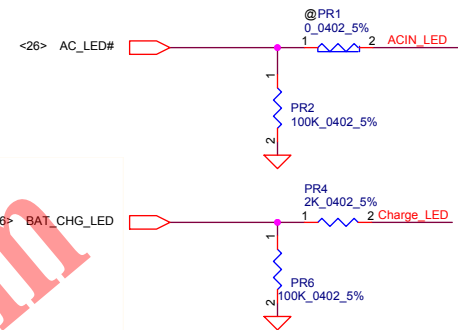 @PR1
0_0402_5%
<26> AC_LED# 1 2 ACIN_LED
1
PR2
100K_0402_5%
2
PR4
2K_0402_5%
6> BAT_CHG_LED 1 2 Charge_LED
1
PR6
100K_0402_5%
2
m